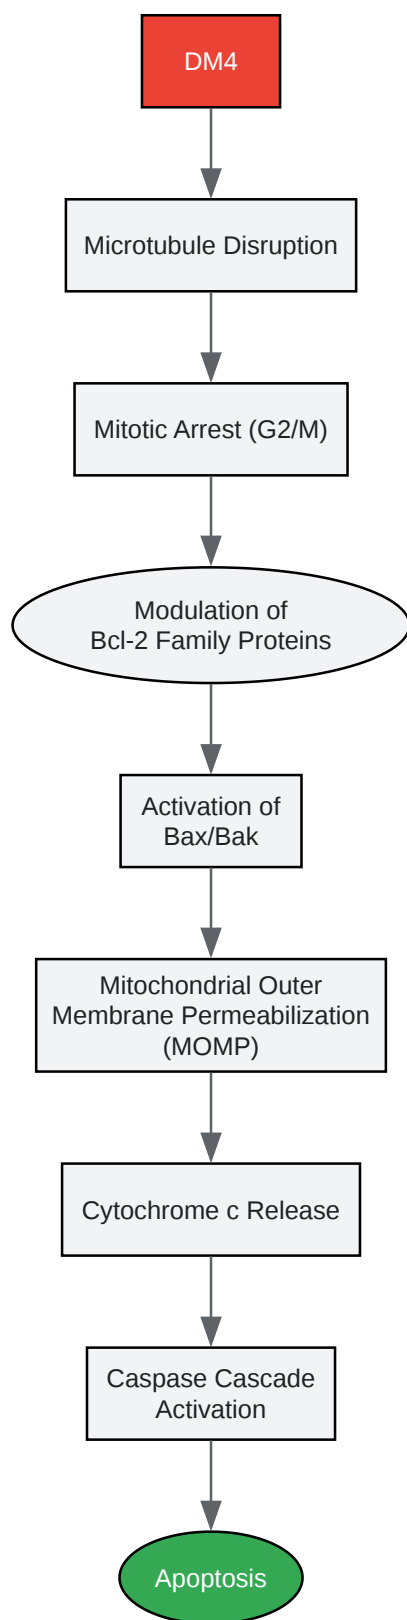 DM4
Microtubule Disruption
Mitotic Arrest (G2/M)
Modulation of
Bcl-2 Family Proteins
Activation of
Bax/Bak
Mitochondrial Outer
Membrane Permeabilization
(MOMP)
Cytochrome c Release
Caspase Cascade
Activation
Apoptosis